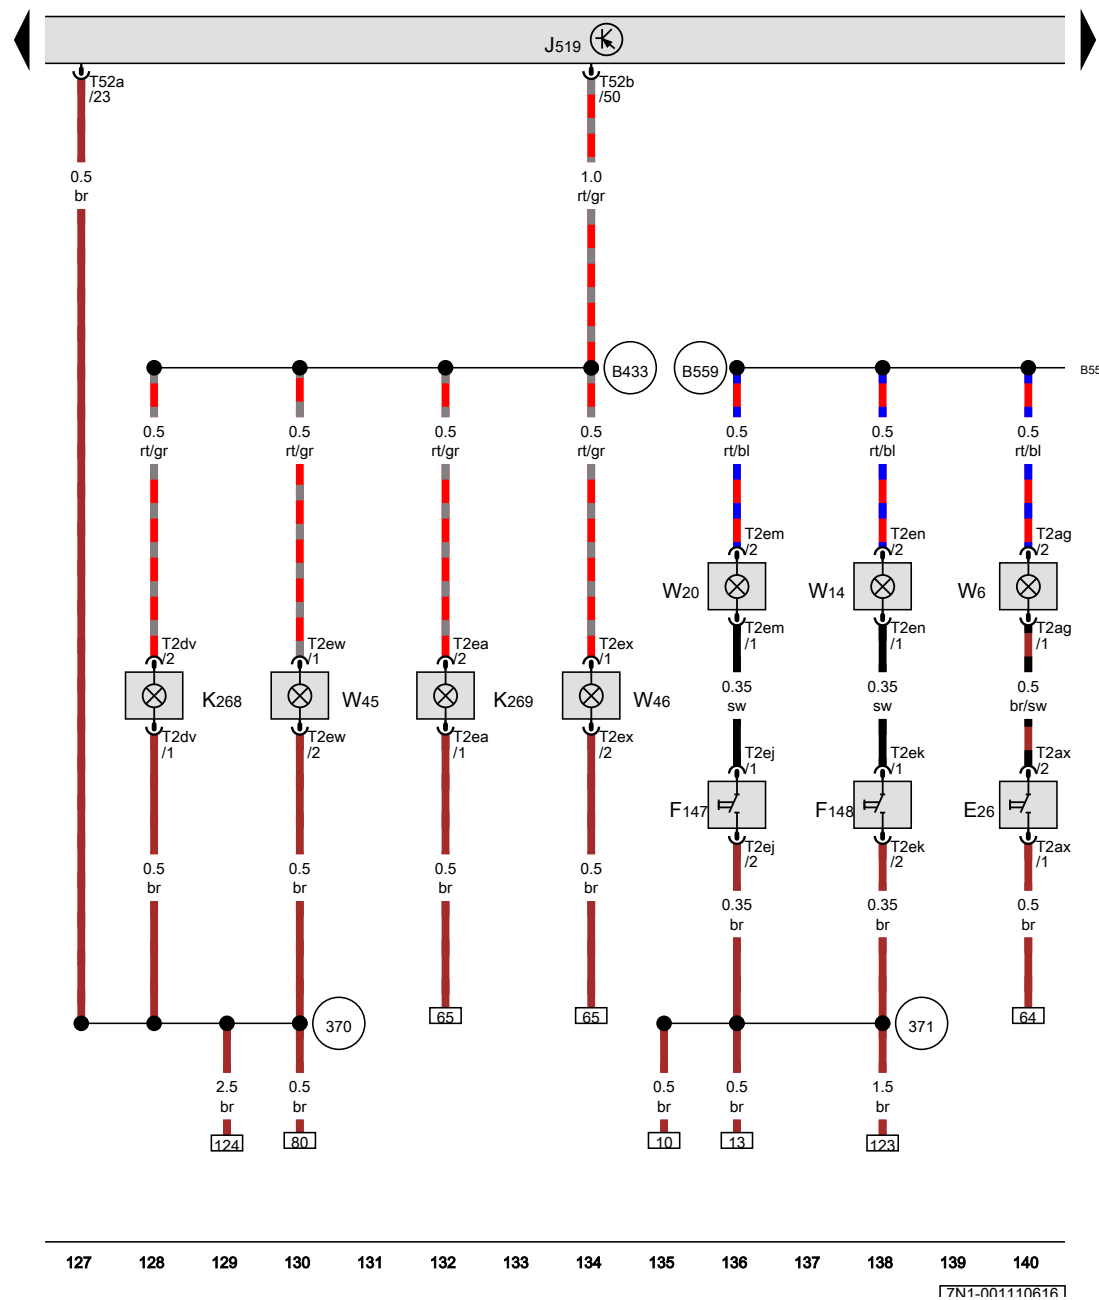 J519
T52a
/23
T52b
/50
0.5
br
1.0
rt/gr
B433
B559
B55
0.5
rt/gr
0.5
rt/gr
0.5
rt/gr
0.5
rt/gr
0.5
rt/bl
0.5
rt/bl
0.5
rt/bl
T2em
/2
T2en
/2
T2ag
/2
W20
W14
W6
T2em
/1
T2en
/1
T2ag
/1
T2dv
/2
T2ew
/1
T2ea
/2
T2ex
/1
K268
W45
K269
W46
0.35
sw
0.35
sw
0.5
br/sw
T2dv
/1
T2ew
/2
T2ea
/1
T2ex
/2
T2ej
/1
T2ek
/1
T2ax
/2
F147
F148
E26
T2ej
/2
T2ek
/2
T2ax
/1
0.5
br
0.5
br
0.5
br
0.5
br
0.35
br
0.35
br
0.5
br
65
65
64
370
371
2.5
br
0.5
br
0.5
br
0.5
br
1.5
br
124
80
10
13
123
127 128 129 130 131 132 133 134 135 136 137 138 139 140
7N1-001110616